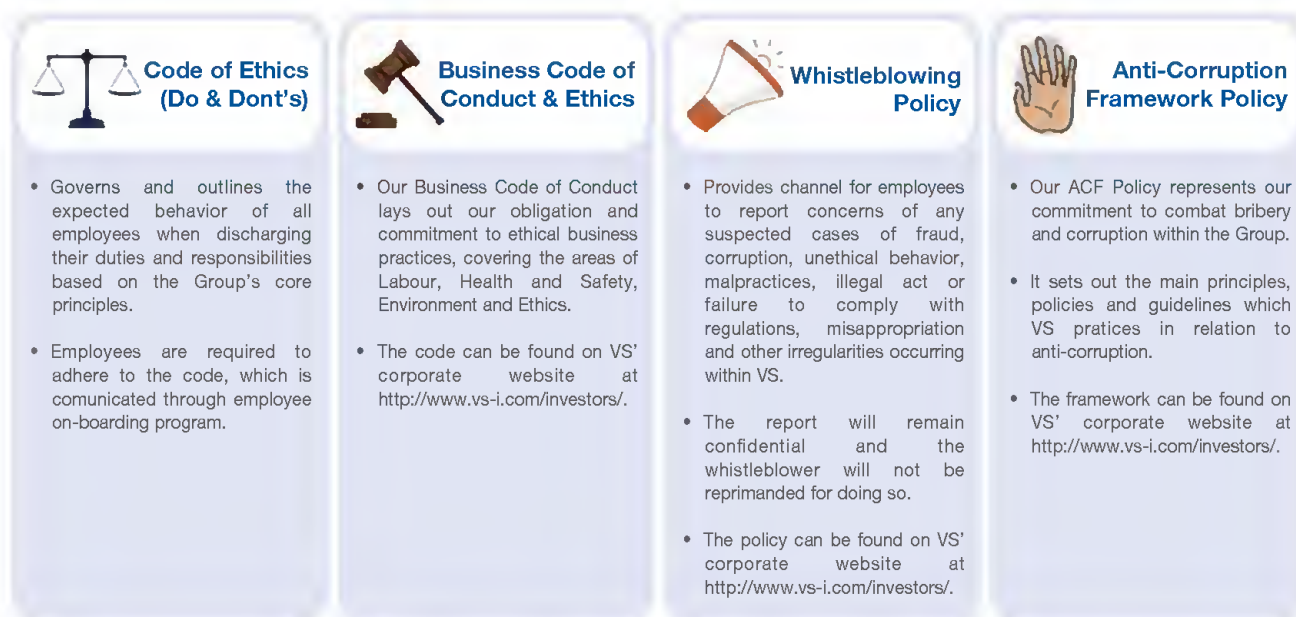 Code of Ethics
(Do & Dont's)
• Governs and outlines the
expected behavior of all
employees when discharging
their duties and responsibilities
based on the Group's core
principles.
• Employees are required to
adhere to the code, which is
comunicated through employee
on-boarding program.
Business Code of
Conduct & Ethics
• Our Business Code of Conduct
lays out our obligation and
commitment to ethical business
practices, covering the areas of
Labour, Health and Safety,
Environment and Ethics.
• The code can be found on VS'
corporate website at
http://www.vs-i.com/investors/.
Whistleblowing
Policy
• Provides channel for employees
to report concerns of any
suspected cases of fraud,
corruption, unethical behavior,
malpractices, illegal act or
failure to comply with
regulations, misappropriation
and other irregularities occurring
within VS.
• The report will remain
confidential and the
whistleblower will not be
reprimanded for doing so.
• The policy can be found on VS'
corporate website at
http://www.vs-i.com/investors/.
Anti-Corruption
Framework Policy
• Our ACF Policy represents our
commitment to combat bribery
and corruption within the Group.
• It sets out the main principles,
policies and guidelines which
VS pratices in relation to
anti-corruption.
• The framework can be found on
VS' corporate website at
http://www.vs-i.com/investors/.